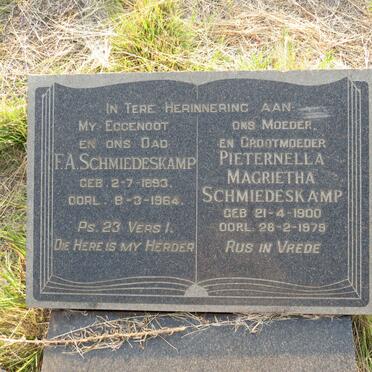 IN TERE HERINNERING AAN
MY EGGENOOT
EN ONS DAD
F.A. SCHMIEDESKAMP
GEB. 2-7-1893.
OORL. 8-3-1964.
PS. 23 VERS 1.
DIE HERE IS MY HERDER
ONS MOEDER,
EN GROOTMOEDER
PIETERNELLA
MAGRIETHA
SCHMIEDESKAMP
GEB 21-4-1900
OORL. 28-2-1979
RUS IN VREDE